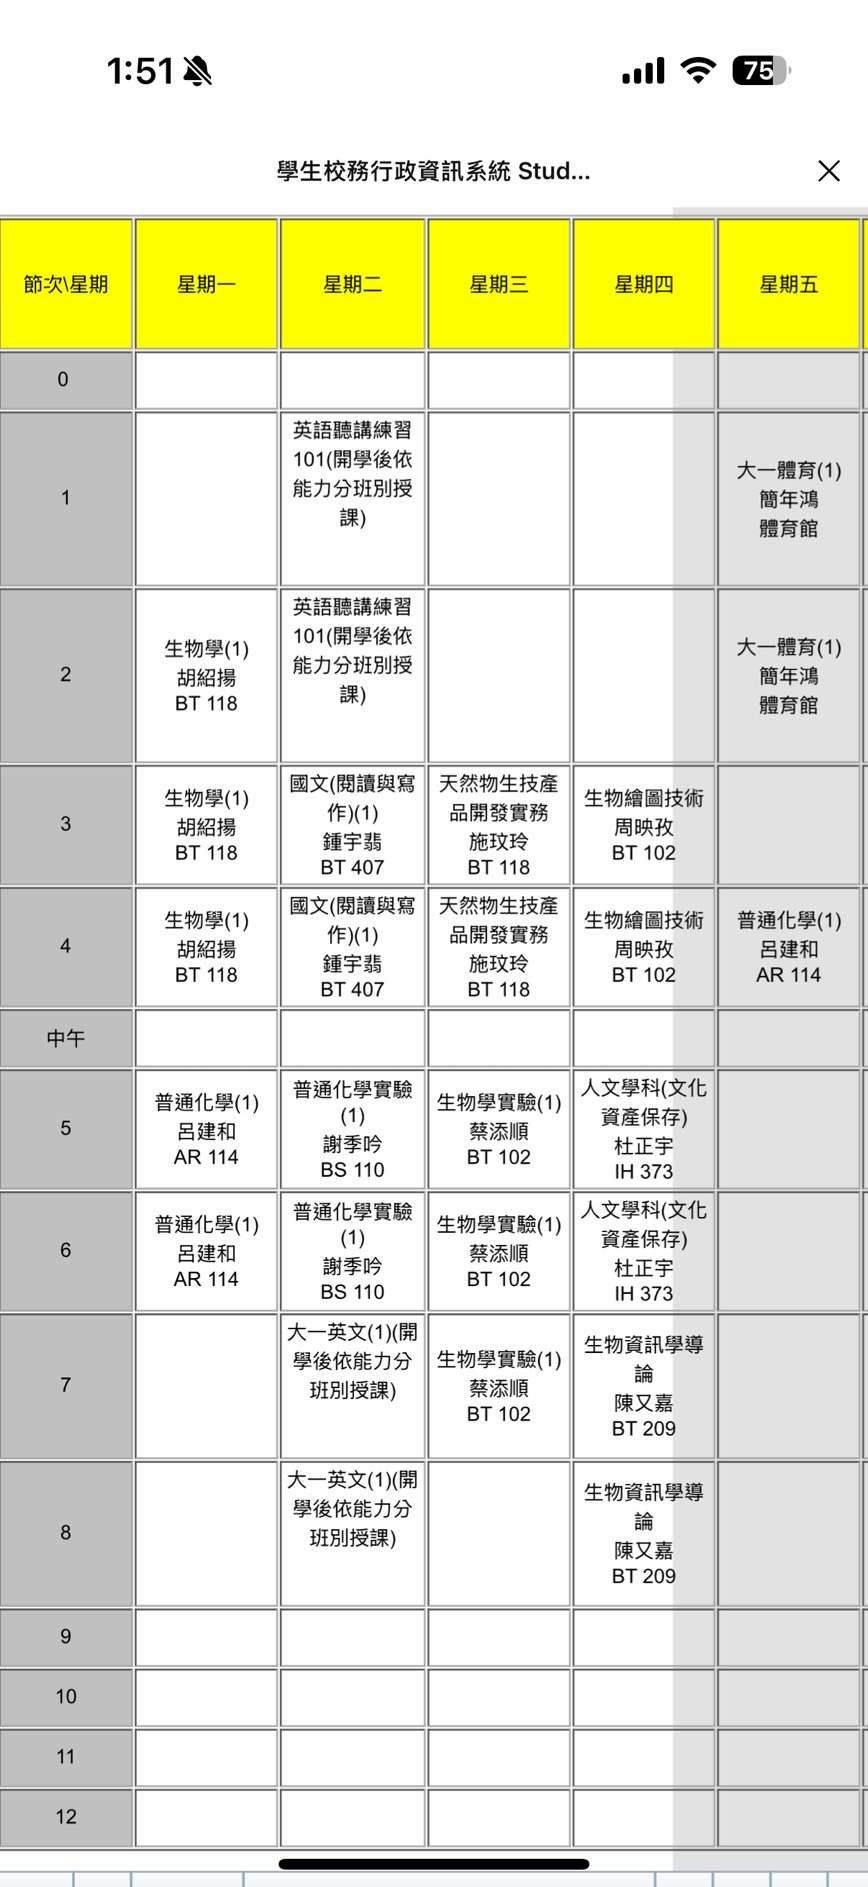 1:51
75
學生校務行政資訊系統 Stud...
節次\星期
星期一
星期二
星期三
星期四
星期五
0
1
英語聽講練習
101(開學後依
能力分班別授
課)
大一體育(1)
簡年鴻
體育館
2
生物學(1)
胡紹揚
BT 118
英語聽講練習
101(開學後依
能力分班別授
課)
大一體育(1)
簡年鴻
體育館
3
生物學(1)
胡紹揚
BT 118
國文(閱讀與寫
作)(1)
鍾宇翡
BT 407
天然物生技產
品開發實務
施玟玲
BT 118
生物繪圖技術
周映孜
BT 102
4
生物學(1)
胡紹揚
BT 118
國文(閱讀與寫
作)(1)
鍾宇翡
BT 407
天然物生技產
品開發實務
施玟玲
BT 118
生物繪圖技術
周映孜
BT 102
普通化學(1)
呂建和
AR 114
中午
5
普通化學(1)
呂建和
AR 114
普通化學實驗
(1)
謝季吟
BS 110
生物學實驗(1)
蔡添順
BT 102
人文學科(文化
資產保存)
杜正宇
IH 373
6
普通化學(1)
呂建和
AR 114
普通化學實驗
(1)
謝季吟
BS 110
生物學實驗(1)
蔡添順
BT 102
人文學科(文化
資產保存)
杜正宇
IH 373
7
大一英文(1)(開
學後依能力分
班別授課)
生物學實驗(1)
蔡添順
BT 102
生物資訊學導
論
陳又嘉
BT 209
8
大一英文(1)(開
學後依能力分
班別授課)
生物資訊學導
論
陳又嘉
BT 209
9
10
11
12